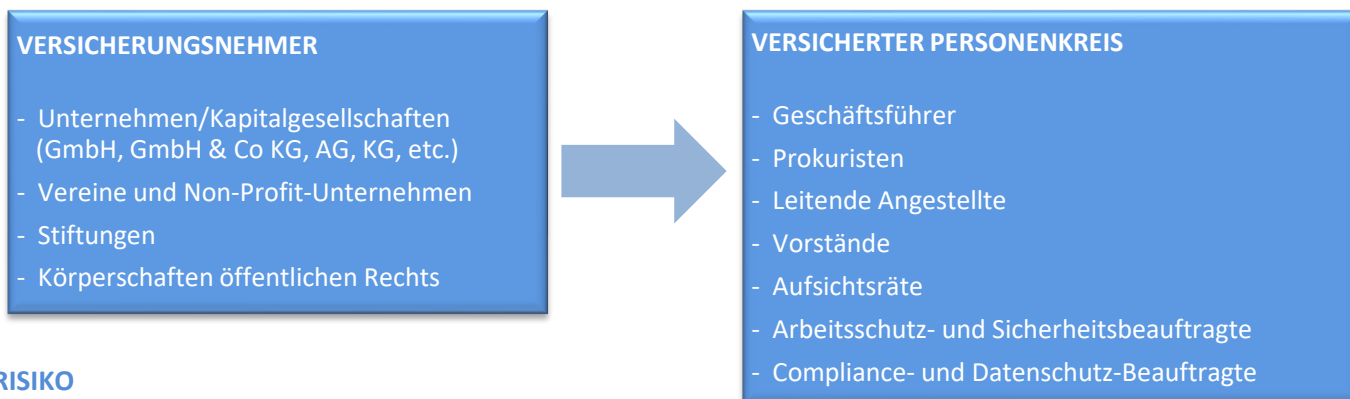 VERSICHERUNGSNEHMER
- Unternehmen/Kapitalgesellschaften
(GmbH, GmbH & Co KG, AG, KG, etc.)
- Vereine und Non-Profit-Unternehmen
- Stiftungen
- Körperschaften öffentlichen Rechts
VERSICHERTER PERSONENKREIS
- Geschäftsführer
- Prokuristen
- Leitende Angestellte
- Vorstände
- Aufsichtsräte
- Arbeitsschutz- und Sicherheitsbeauftragte
- Compliance- und Datenschutz-Beauftragte
RISIKO